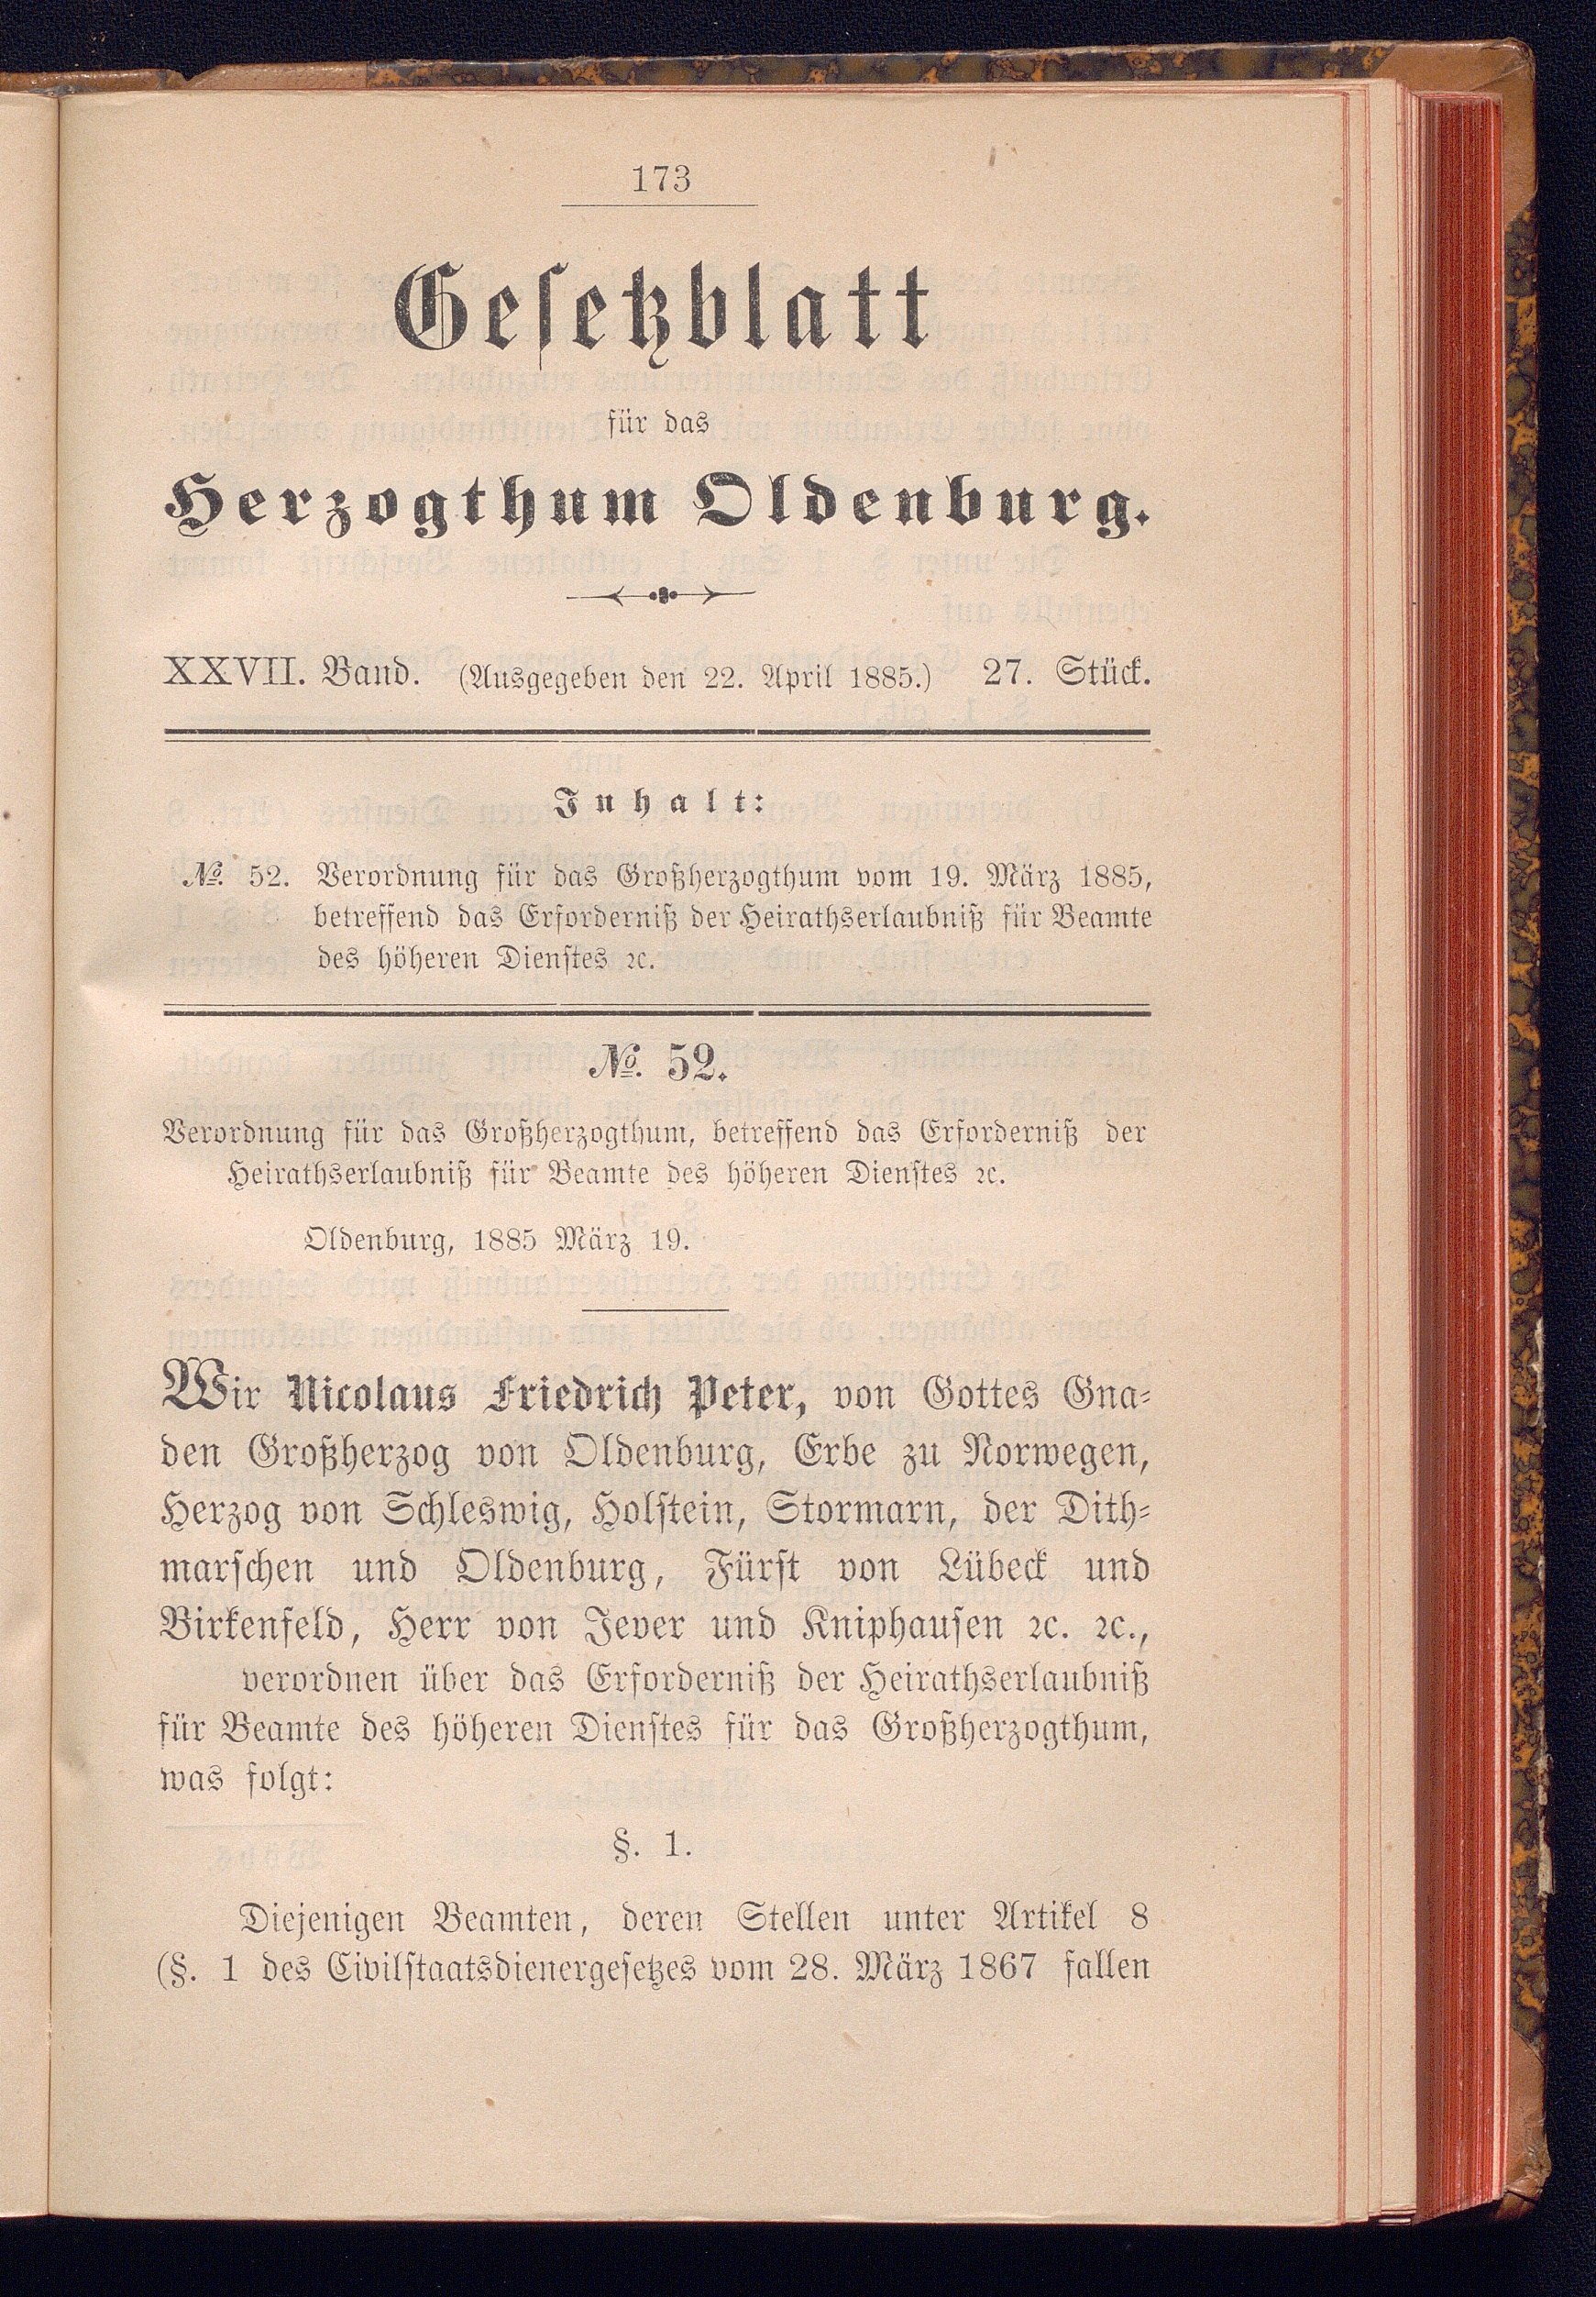 173
Gesetzblatt
für das
Herzogthum Oldenburg.
XXVII. Band. (Ausgegeben den 22. April 1885.) 27. Stück.
Inhalt:
№. 52. Verordnung für das Großherzogthum vom 19. März 1885,
betreffend das Erforderniß der Heirathserlaubniß für Beamte
des höheren Dienstes ꝛc.
№. 52.
Verordnung für das Großherzogthum, betreffend das Erforderniß der
Heirathserlaubniß für Beamte des höheren Dienstes ꝛc.
Oldenburg, 1885 März 19.
Wir Nicolaus Friedrich Peter, von Gottes Gna-
den Großherzog von Oldenburg, Erbe zu Norwegen,
Herzog von Schleswig, Holstein, Stormarn, der Dith-
marschen und Oldenburg, Fürst von Lübeck und
Birkenfeld, Herr von Jever und Kniphausen ꝛc. ꝛc.,
verordnen über das Erforderniß der Heirathserlaubniß
für Beamte des höheren Dienstes für das Großherzogthum,
was folgt:
§. 1.
Diejenigen Beamten, deren Stellen unter Artikel 8
(§. 1 des Civilstaatsdienergesetzes vom 28. März 1867 fallen